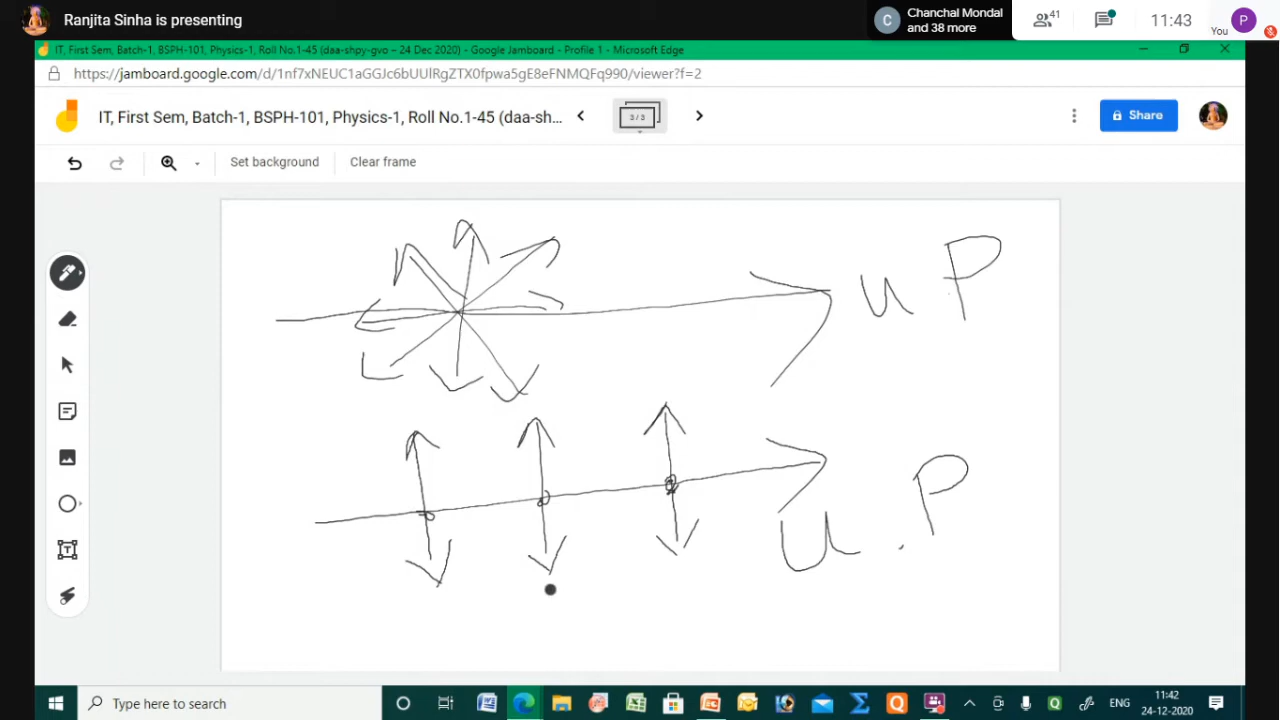 Ranjita Sinha is presenting
C
Chanchal Mondal
and 38 more
41
11:43
You
P
IT, First Sem, Batch-1, BSPH-101, Physics-1, Roll No.1-45 (daa-shpy-gvo – 24 Dec 2020) - Google Jamboard - Profile 1 - Microsoft Edge
https://jamboard.google.com/d/1nf7xNEUC1aGGJc6bUUlRgZTX0fpwa5gE8eFNMQFq990/viewer?f=2
IT, First Sem, Batch-1, BSPH-101, Physics-1, Roll No.1-45 (daa-sh...
3 / 3
Share
Set background
Clear frame
u P
u . P
Type here to search
ENG
11:42
24-12-2020